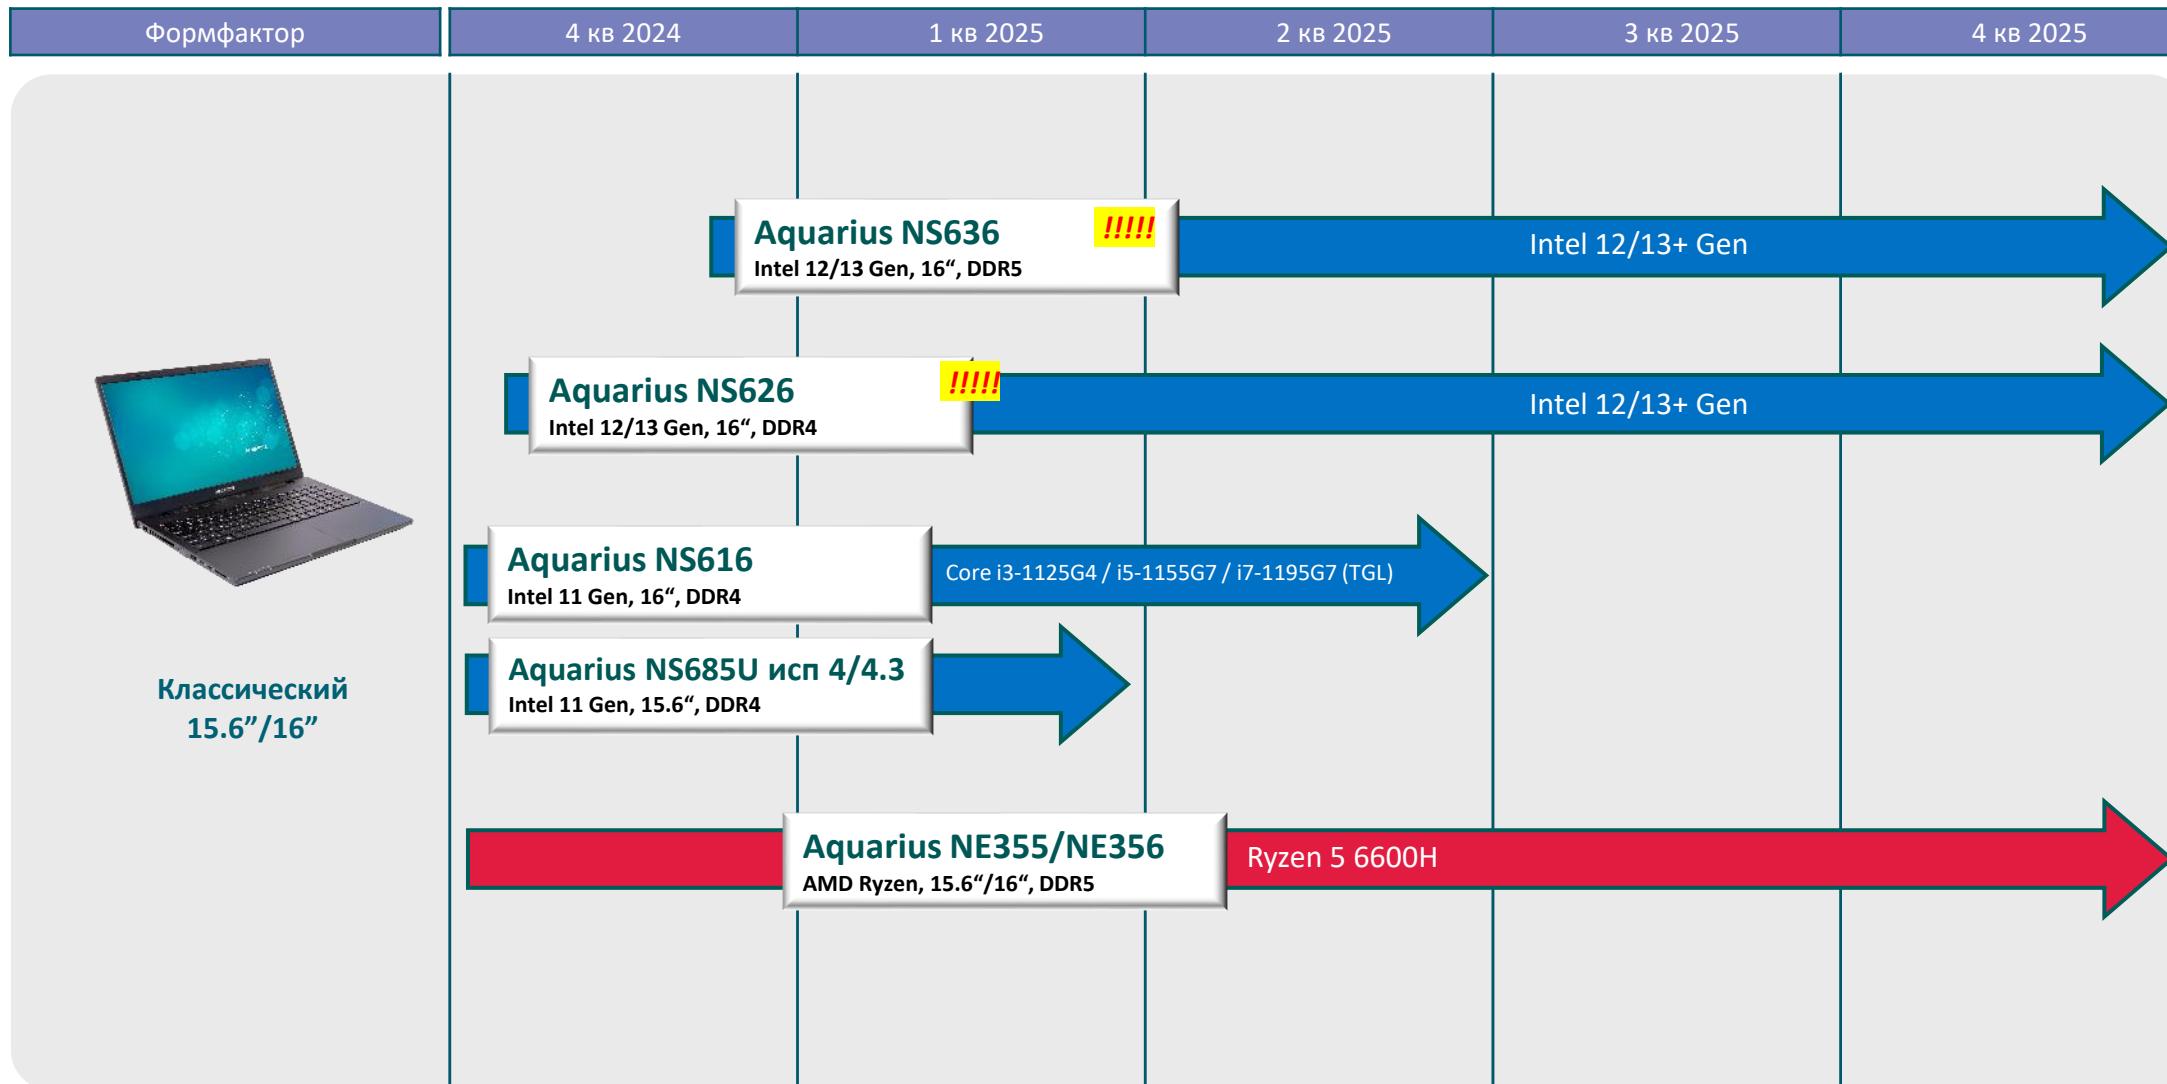 Формфактор
4 кв 2024
1 кв 2025
2 кв 2025
3 кв 2025
4 кв 2025
Aquarius NS636
!!!!!
Intel 12/13 Gen, 16“, DDR5
Intel 12/13+ Gen
Aquarius NS626
!!!!!
Intel 12/13 Gen, 16“, DDR4
Intel 12/13+ Gen
Aquarius NS616
Intel 11 Gen, 16“, DDR4
Core i3-1125G4 / i5-1155G7 / i7-1195G7 (TGL)
Aquarius NS685U исп 4/4.3
Intel 11 Gen, 15.6“, DDR4
Классический
15.6”/16”
Aquarius NE355/NE356
AMD Ryzen, 15.6“/16“, DDR5
Ryzen 5 6600H